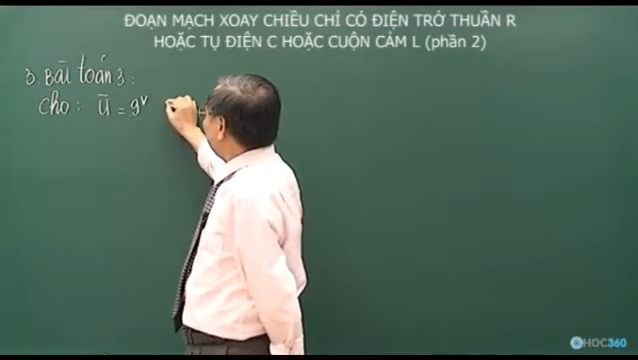 ĐOẠN MẠCH XOAY CHIỀU CHỈ CÓ ĐIỆN TRỞ THUẦN R
HOẶC TỤ ĐIỆN C HOẶC CUỘN CẢM L (phần 2)
3. Bài toán 3 :
Cho : ū = 9ᵛ
HOC360